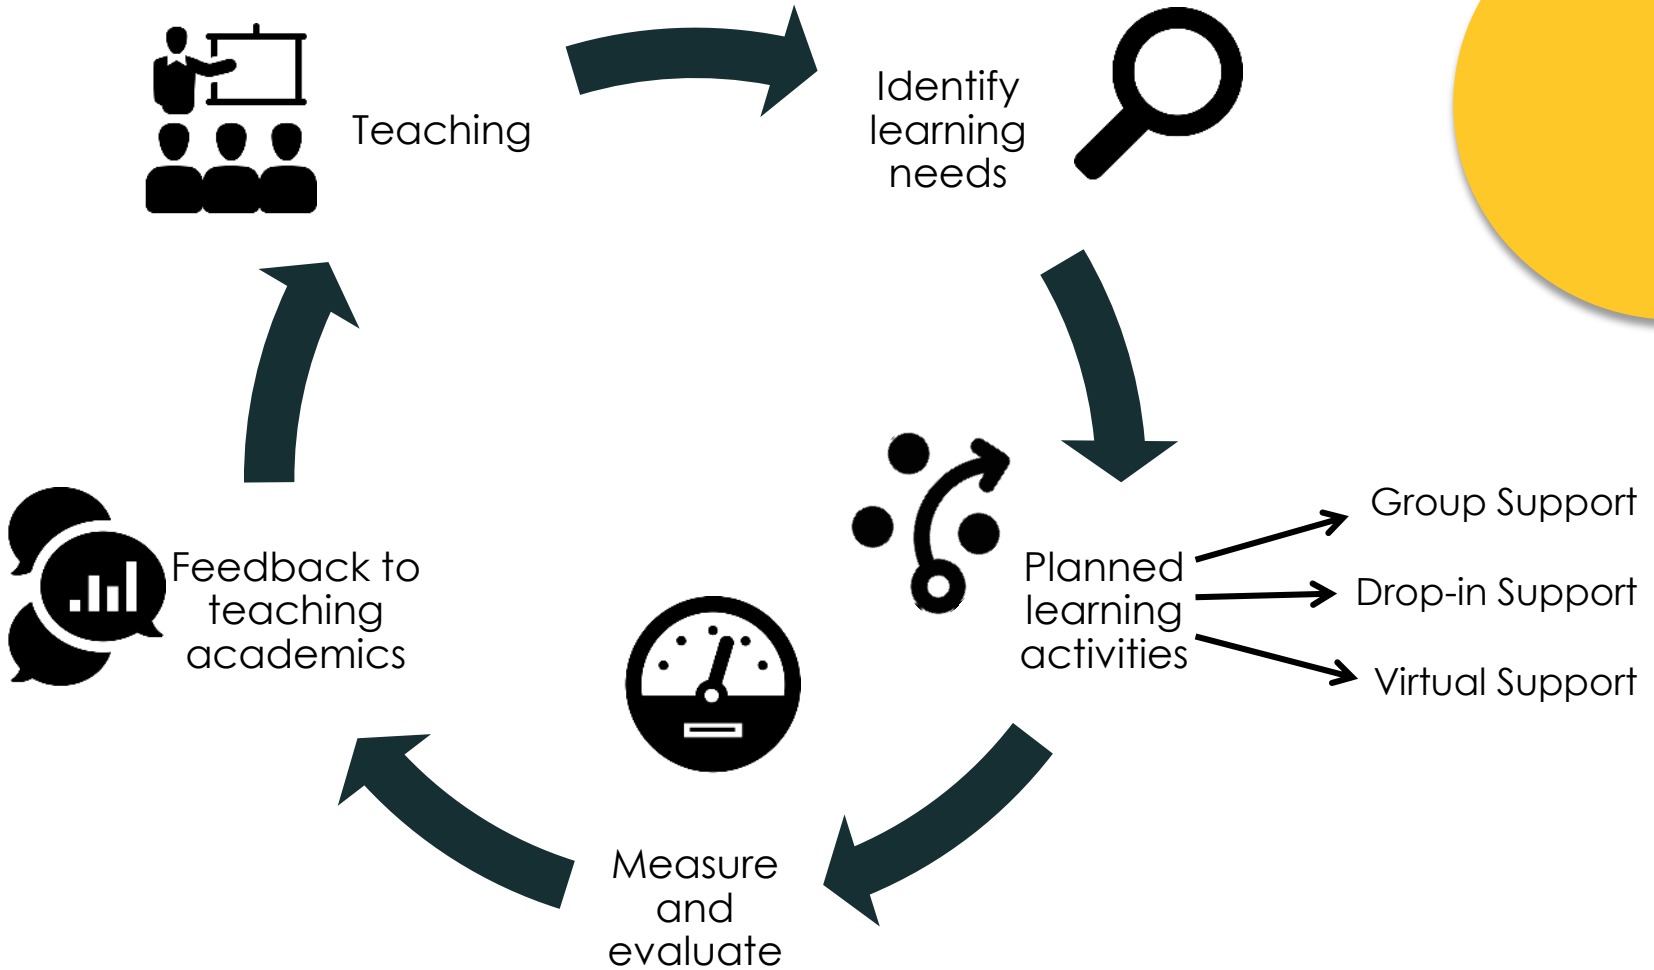 Teaching
Identify
learning
needs
Planned
learning
activities
Group Support
Drop-in Support
Virtual Support
Measure
and
evaluate
Feedback to
teaching
academics